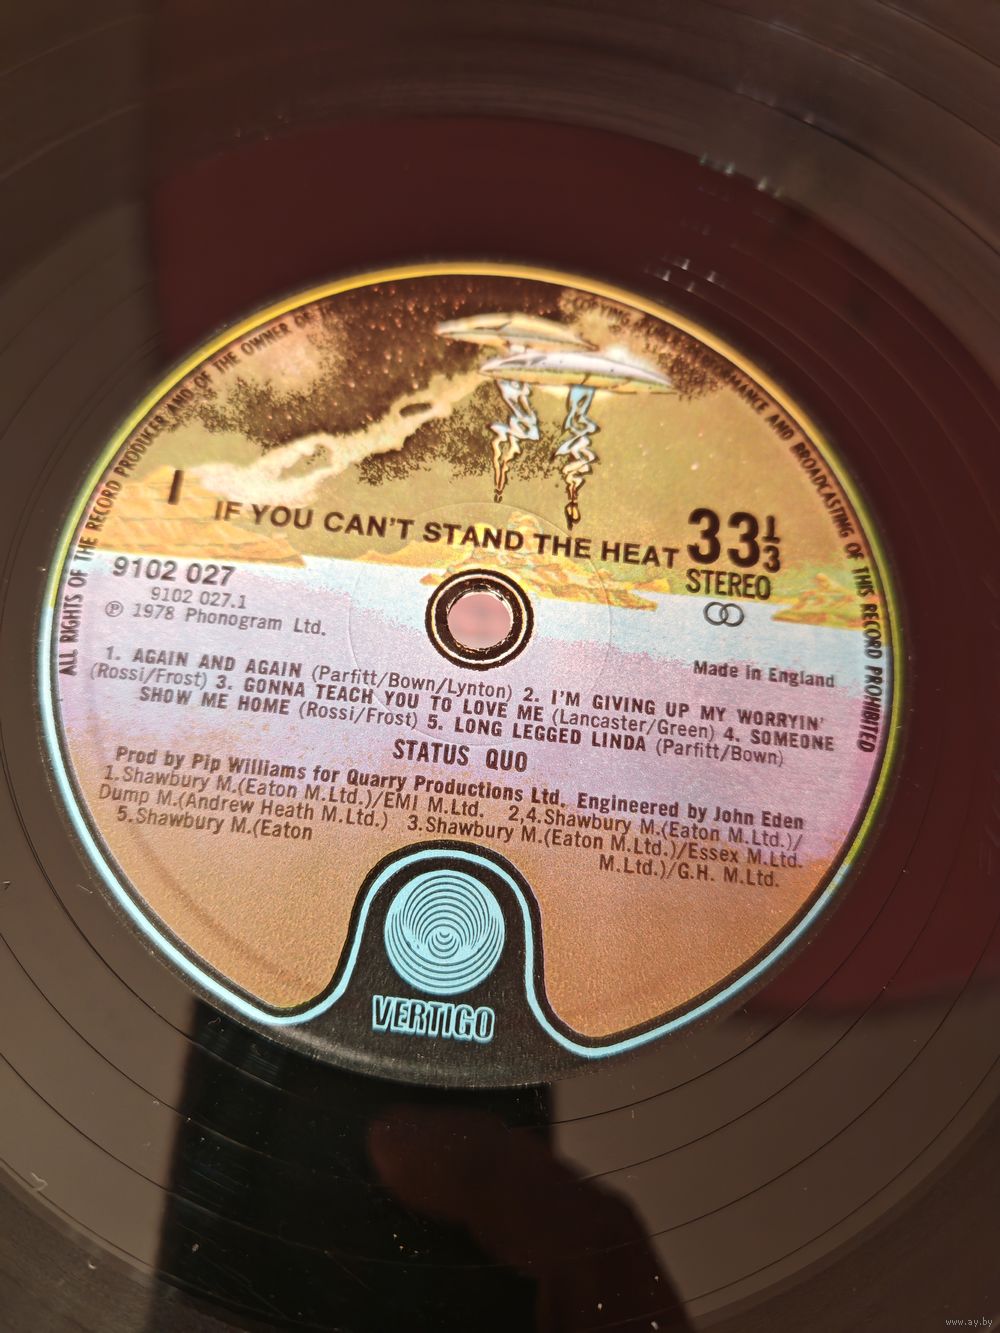 ALL RIGHTS OF THE RECORD PRODUCER AND OF THE OWNER OF
PERFORMANCE AND BROADCASTING OF THIS RECORD PROHIBITED
I
IF YOU CAN'T STAND THE HEAT
33⅓
STEREO
9102 027
9102 027.1
℗ 1978 Phonogram Ltd.
Made in England
1. AGAIN AND AGAIN (Parfitt/Bown/Lynton) 2. I'M GIVING UP MY WORRYIN'
(Rossi/Frost) 3. GONNA TEACH YOU TO LOVE ME (Lancaster/Green) 4. SOMEONE
SHOW ME HOME (Rossi/Frost) 5. LONG LEGGED LINDA (Parfitt/Bown)
STATUS QUO
Prod by Pip Williams for Quarry Productions Ltd. Engineered by John Eden
1.Shawbury M.(Eaton M.Ltd.)/EMI M.Ltd. 2,4.Shawbury M.(Eaton M.Ltd.)/
Dump M.(Andrew Heath M.Ltd.) 3.Shawbury M.(Eaton M.Ltd.)/Essex M.Ltd.
5.Shawbury M.(Eaton M.Ltd.)/G.H. M.Ltd.
VERTIGO
www.ay.by